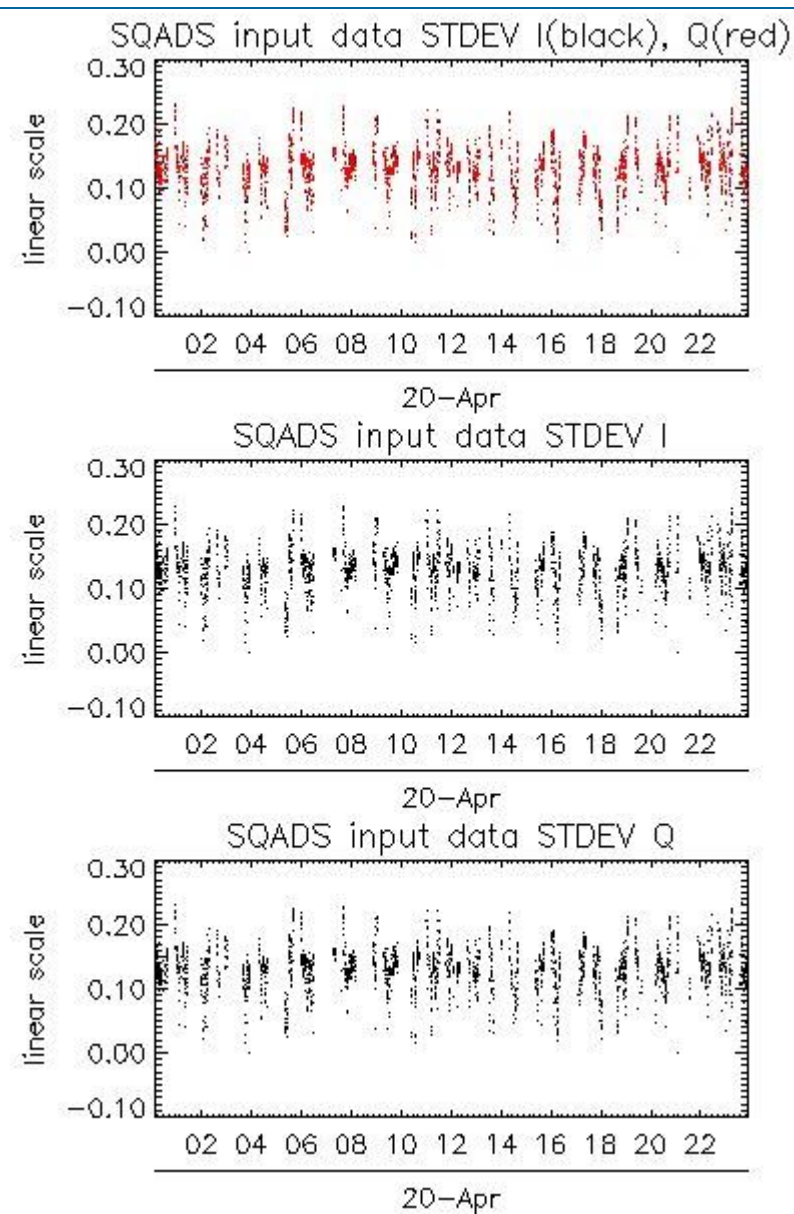 SQADS input data STDEV I(black), Q(red)
0.30
0.20
0.10
0.00
-0.10
linear scale
02 04 06 08 10 12 14 16 18 20 22
20-Apr
SQADS input data STDEV I
0.30
0.20
0.10
0.00
-0.10
linear scale
02 04 06 08 10 12 14 16 18 20 22
20-Apr
SQADS input data STDEV Q
0.30
0.20
0.10
0.00
-0.10
linear scale
02 04 06 08 10 12 14 16 18 20 22
20-Apr